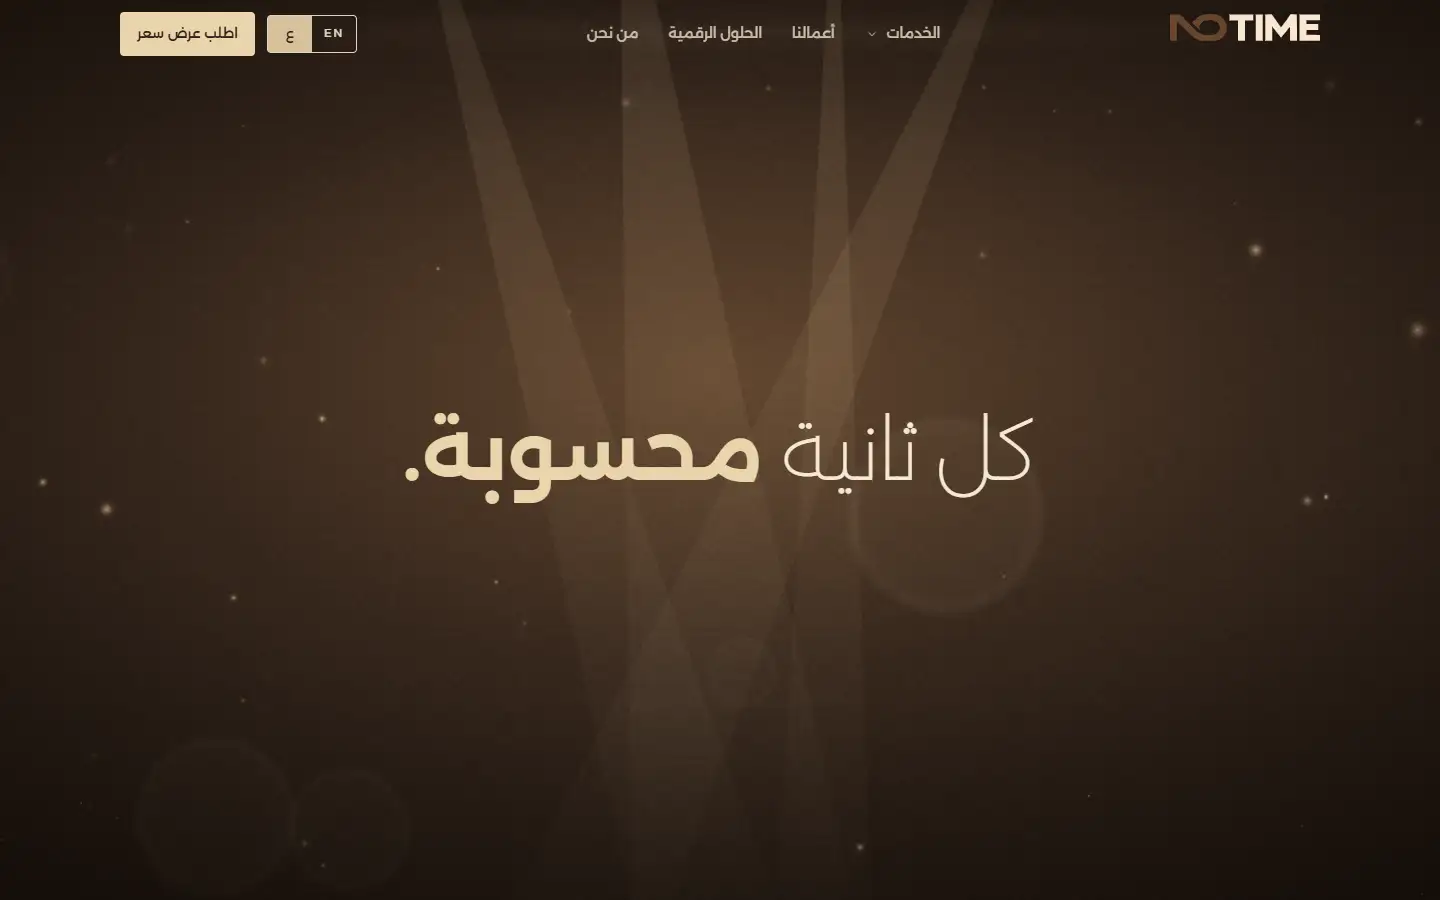 NOTIME
الخدمات
أعمالنا
الحلول الرقمية
من نحن
EN
ع
اطلب عرض سعر
كل ثانية محسوبة.